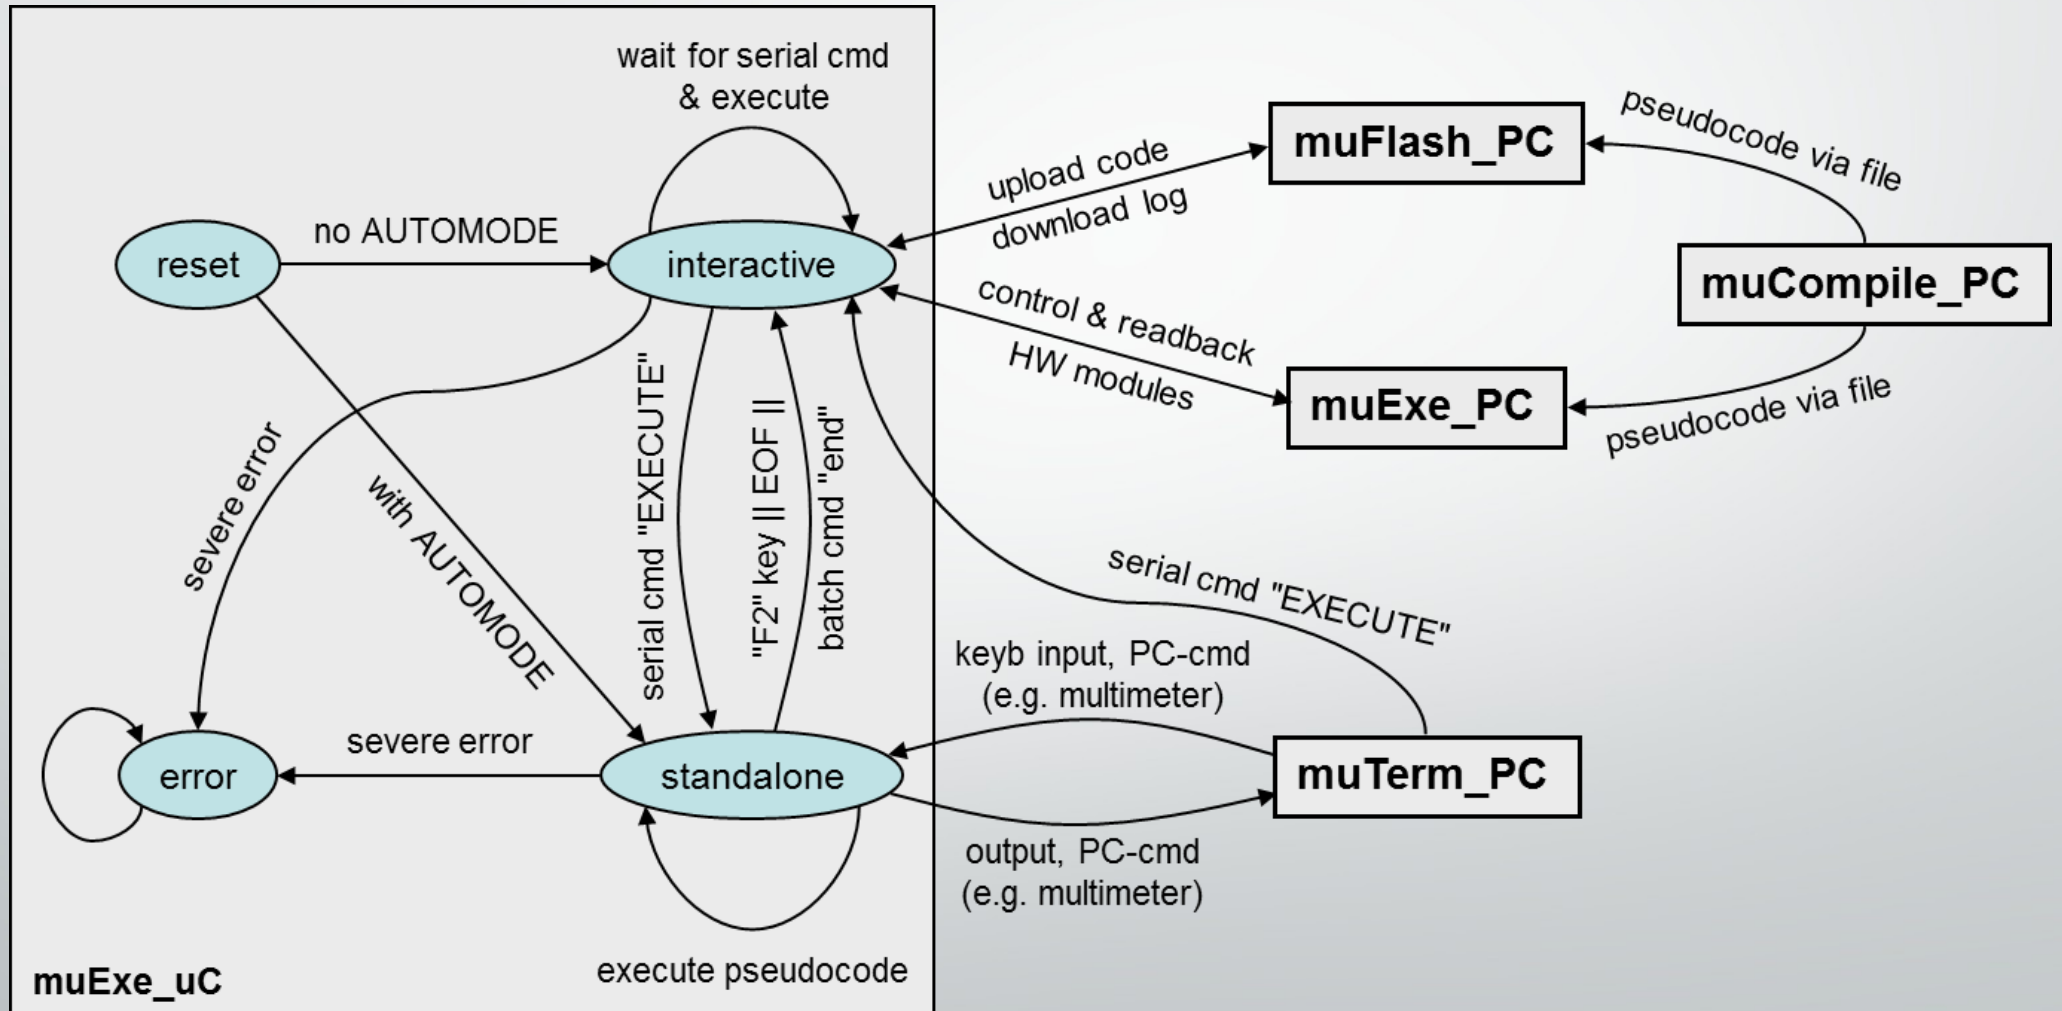 wait for serial cmd
& execute
reset
no AUTOMODE
interactive
upload code
download log
muFlash_PC
pseudocode via file
muCompile_PC
control & readback
HW modules
muExe_PC
pseudocode via file
severe error
with AUTOMODE
serial cmd "EXECUTE"
"F2" key || EOF ||
batch cmd "end"
serial cmd "EXECUTE"
keyb input, PC-cmd
(e.g. multimeter)
error
severe error
standalone
muTerm_PC
output, PC-cmd
(e.g. multimeter)
execute pseudocode
muExe_uC